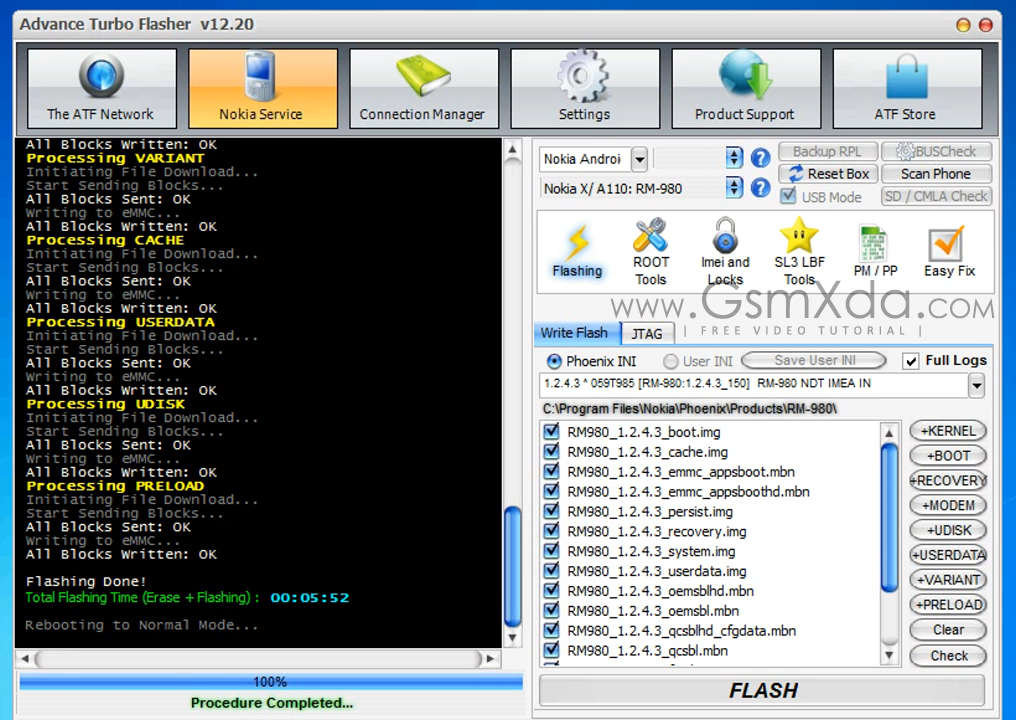 Advance Turbo Flasher v12.20
The ATF Network
Nokia Service
Connection Manager
Settings
Product Support
ATF Store
All Blocks Written: OK
Processing VARIANT
Initiating File Download...
Start Sending Blocks...
All Blocks Sent: OK
Writing to eMMC...
All Blocks Written: OK
Processing CACHE
Initiating File Download...
Start Sending Blocks...
All Blocks Sent: OK
Writing to eMMC...
All Blocks Written: OK
Processing USERDATA
Initiating File Download...
Start Sending Blocks...
All Blocks Sent: OK
Writing to eMMC...
All Blocks Written: OK
Processing UDISK
Initiating File Download...
Start Sending Blocks...
All Blocks Sent: OK
Writing to eMMC...
All Blocks Written: OK
Processing PRELOAD
Initiating File Download...
Start Sending Blocks...
All Blocks Sent: OK
Writing to eMMC...
All Blocks Written: OK
Flashing Done!
Total Flashing Time (Erase + Flashing) : 00:05:52
Rebooting to Normal Mode...
100%
Procedure Completed...
Nokia Androi
Backup RPL
BUSCheck
Reset Box
Scan Phone
Nokia X/ A110: RM-980
USB Mode
SD / CMLA Check
Flashing
ROOT
Tools
Imei and
Locks
SL3 LBF
Tools
PM / PP
Easy Fix
www.GsmXda.com
| FREE VIDEO TUTORIAL |
Write Flash
JTAG
Phoenix INI
User INI
Save User INI
Full Logs
1.2.4.3 * 059T985 [RM-980:1.2.4.3_150] RM-980 NDT IMEA IN
C:\Program Files\Nokia\Phoenix\Products\RM-980\
RM980_1.2.4.3_boot.img
RM980_1.2.4.3_cache.img
RM980_1.2.4.3_emmc_appsboot.mbn
RM980_1.2.4.3_emmc_appsboothd.mbn
RM980_1.2.4.3_persist.img
RM980_1.2.4.3_recovery.img
RM980_1.2.4.3_system.img
RM980_1.2.4.3_userdata.img
RM980_1.2.4.3_oemsblhd.mbn
RM980_1.2.4.3_oemsbl.mbn
RM980_1.2.4.3_qcsblhd_cfgdata.mbn
RM980_1.2.4.3_qcsbl.mbn
+KERNEL
+BOOT
+RECOVERY
+MODEM
+UDISK
+USERDATA
+VARIANT
+PRELOAD
Clear
Check
FLASH